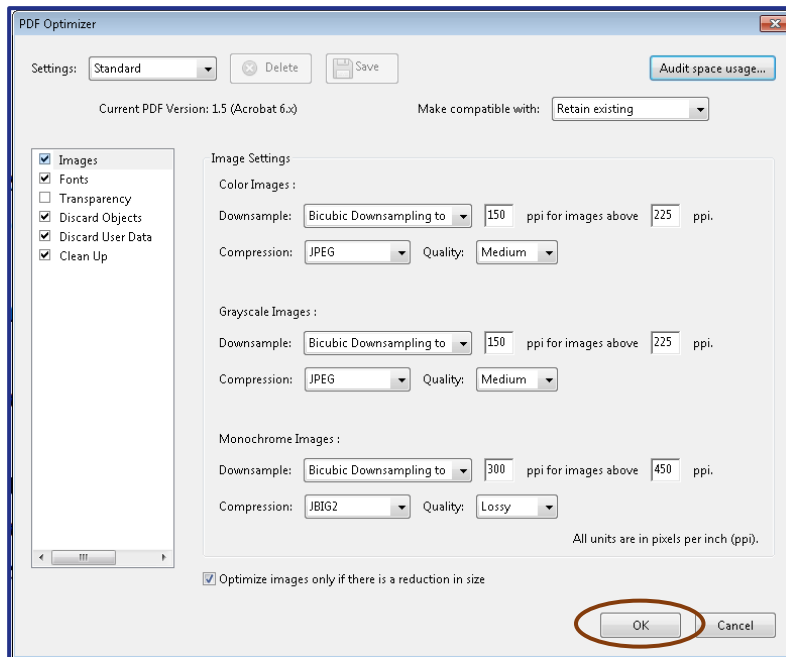 PDF Optimizer
Settings: Standard Delete Save Audit space usage...
Current PDF Version: 1.5 (Acrobat 6.x) Make compatible with: Retain existing
Images
Fonts
Transparency
Discard Objects
Discard User Data
Clean Up
Image Settings
Color Images :
Downsample: Bicubic Downsampling to 150 ppi for images above 225 ppi.
Compression: JPEG Quality: Medium
Grayscale Images :
Downsample: Bicubic Downsampling to 150 ppi for images above 225 ppi.
Compression: JPEG Quality: Medium
Monochrome Images :
Downsample: Bicubic Downsampling to 300 ppi for images above 450 ppi.
Compression: JBIG2 Quality: Lossy
All units are in pixels per inch (ppi).
Optimize images only if there is a reduction in size
OK Cancel